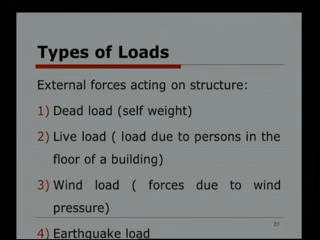 Types of Loads
External forces acting on structure:
1) Dead load (self weight)
2) Live load ( load due to persons in the
floor of a building)
3) Wind load ( forces due to wind
pressure)
4) Earthquake load